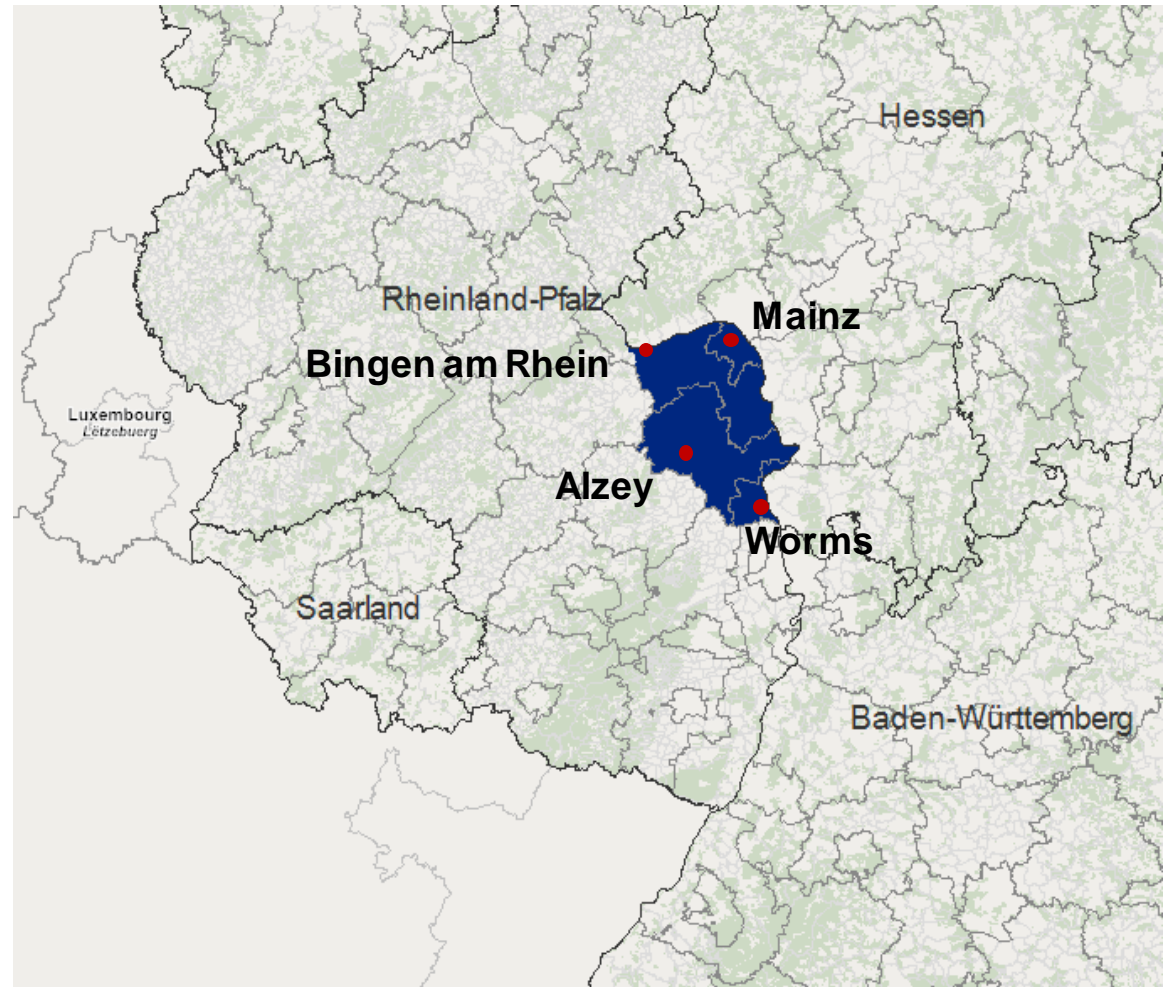 Hessen
Rheinland-Pfalz
Mainz
Bingen am Rhein
Luxembourg
Lëtzebuerg
Alzey
Worms
Saarland
Baden-Württemberg